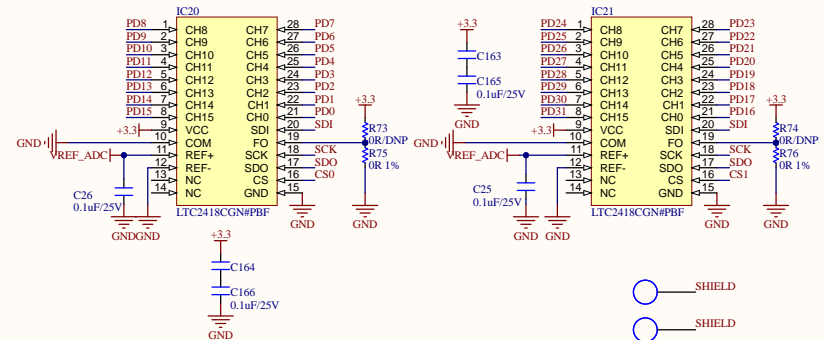 IC20
PD8 1 CH8 CH7 28 PD7
PD9 2 CH9 CH6 27 PD6
PD10 3 CH10 CH5 26 PD5
PD11 4 CH11 CH4 25 PD4
PD12 5 CH12 CH3 24 PD3
PD13 6 CH13 CH2 23 PD2
PD14 7 CH14 CH1 22 PD1
PD15 8 CH15 CH0 21 PD0
+3.3 9 VCC SDI 20 SDI
GND 10 COM FO 19
VREF_ADC 11 REF+ SCK 18 SCK
12 REF- SDO 17 SDO
13 NC CS 16 CS0
14 NC GND 15
LTC2418CGN#PBF
+3.3
R73
0R/DNP
R75
0R 1%
C26
0.1uF/25V
GND
GND
GND
GND
+3.3
C164
C166
0.1uF/25V
GND
+3.3
C163
C165
0.1uF/25V
GND
IC21
PD24 1 CH8 CH7 28 PD23
PD25 2 CH9 CH6 27 PD22
PD26 3 CH10 CH5 26 PD21
PD27 4 CH11 CH4 25 PD20
PD28 5 CH12 CH3 24 PD19
PD29 6 CH13 CH2 23 PD18
PD30 7 CH14 CH1 22 PD17
PD31 8 CH15 CH0 21 PD16
+3.3 9 VCC SDI 20 SDI
GND 10 COM FO 19
VREF_ADC 11 REF+ SCK 18 SCK
12 REF- SDO 17 SDO
13 NC CS 16 CS1
14 NC GND 15
LTC2418CGN#PBF
+3.3
R74
0R/DNP
R76
0R 1%
C25
0.1uF/25V
GND
GND
GND
GND
SHIELD
SHIELD